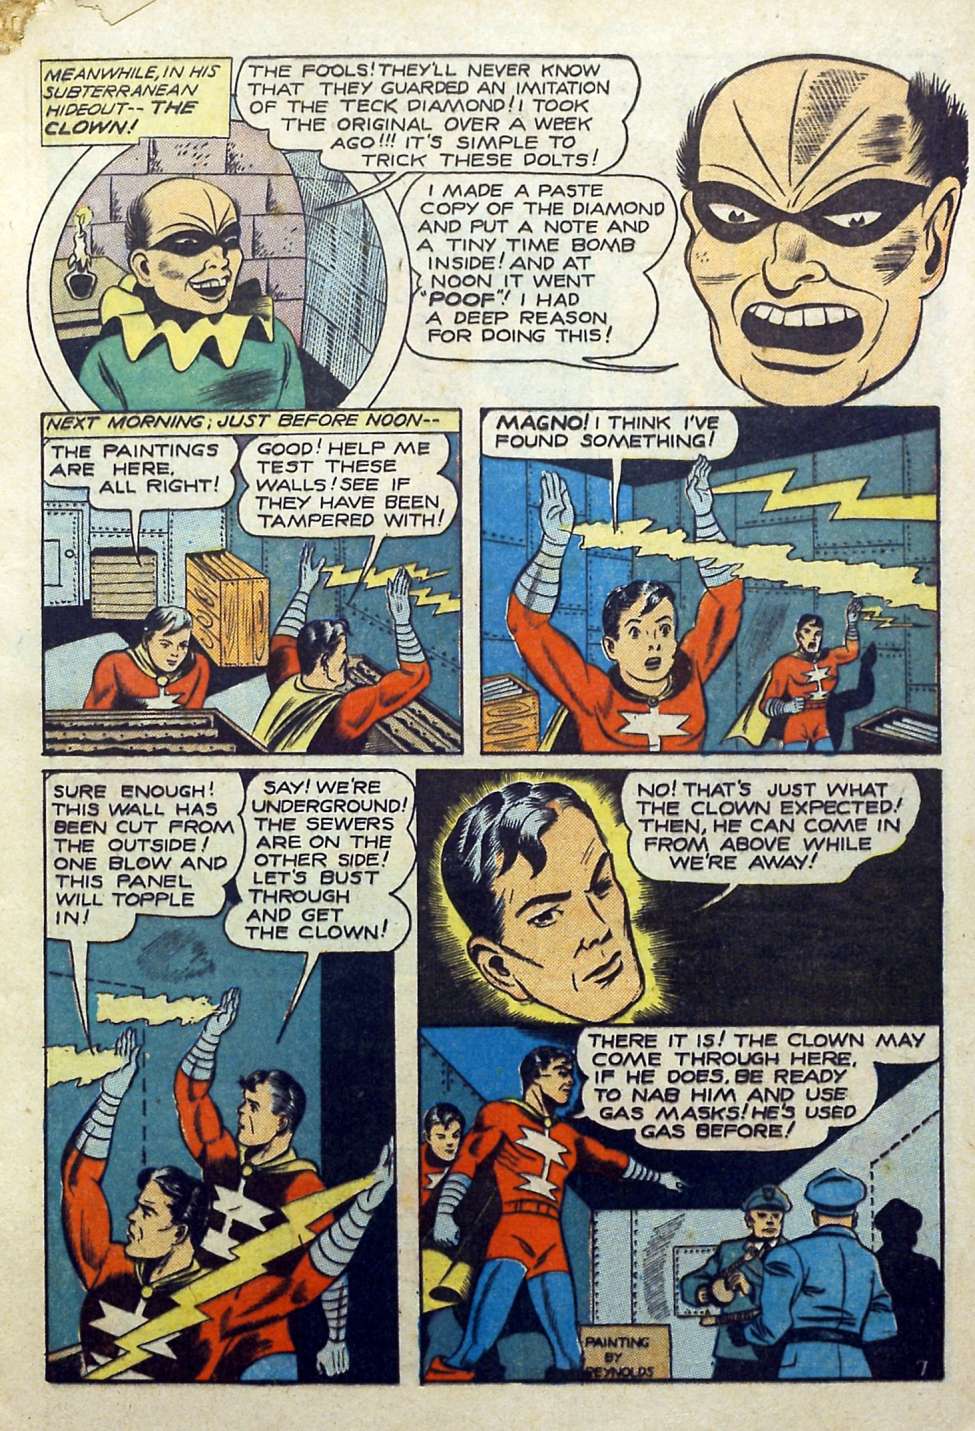 MEANWHILE, IN HIS
SUBTERRANEAN
HIDEOUT-- THE
CLOWN!
THE FOOLS! THEY'LL NEVER KNOW
THAT THEY GUARDED AN IMITATION
OF THE TECK DIAMOND! I TOOK
THE ORIGINAL OVER A WEEK
AGO!!! IT'S SIMPLE TO
TRICK THESE DOLTS!
I MADE A PASTE
COPY OF THE DIAMOND
AND PUT A NOTE AND
A TINY TIME BOMB
INSIDE! AND AT
NOON IT WENT
"POOF"! I HAD
A DEEP REASON
FOR DOING THIS!
NEXT MORNING; JUST BEFORE NOON--
THE PAINTINGS
ARE HERE,
ALL RIGHT!
GOOD! HELP ME
TEST THESE
WALLS! SEE IF
THEY HAVE BEEN
TAMPERED WITH!
MAGNO! I THINK I'VE
FOUND SOMETHING!
SURE ENOUGH!
THIS WALL HAS
BEEN CUT FROM
THE OUTSIDE!
ONE BLOW AND
THIS PANEL
WILL TOPPLE
IN!
SAY! WE'RE
UNDERGROUND!
THE SEWERS
ARE ON THE
OTHER SIDE!
LET'S BUST
THROUGH
AND GET
THE CLOWN!
NO! THAT'S JUST WHAT
THE CLOWN EXPECTED!
THEN, HE CAN COME IN
FROM ABOVE WHILE
WE'RE AWAY!
THERE IT IS! THE CLOWN MAY
COME THROUGH HERE.
IF HE DOES, BE READY
TO NAB HIM AND USE
GAS MASKS! HE'S USED
GAS BEFORE!
PAINTING
BY
REYNOLDS
7